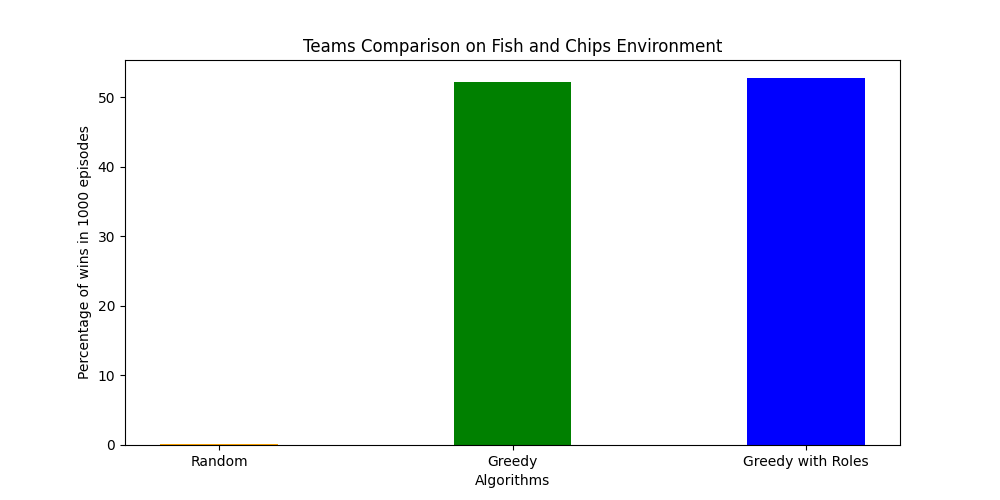 Teams Comparison on Fish and Chips Environment
Percentage of wins in 1000 episodes
50
40
30
20
10
0
Random
Greedy
Greedy with Roles
Algorithms